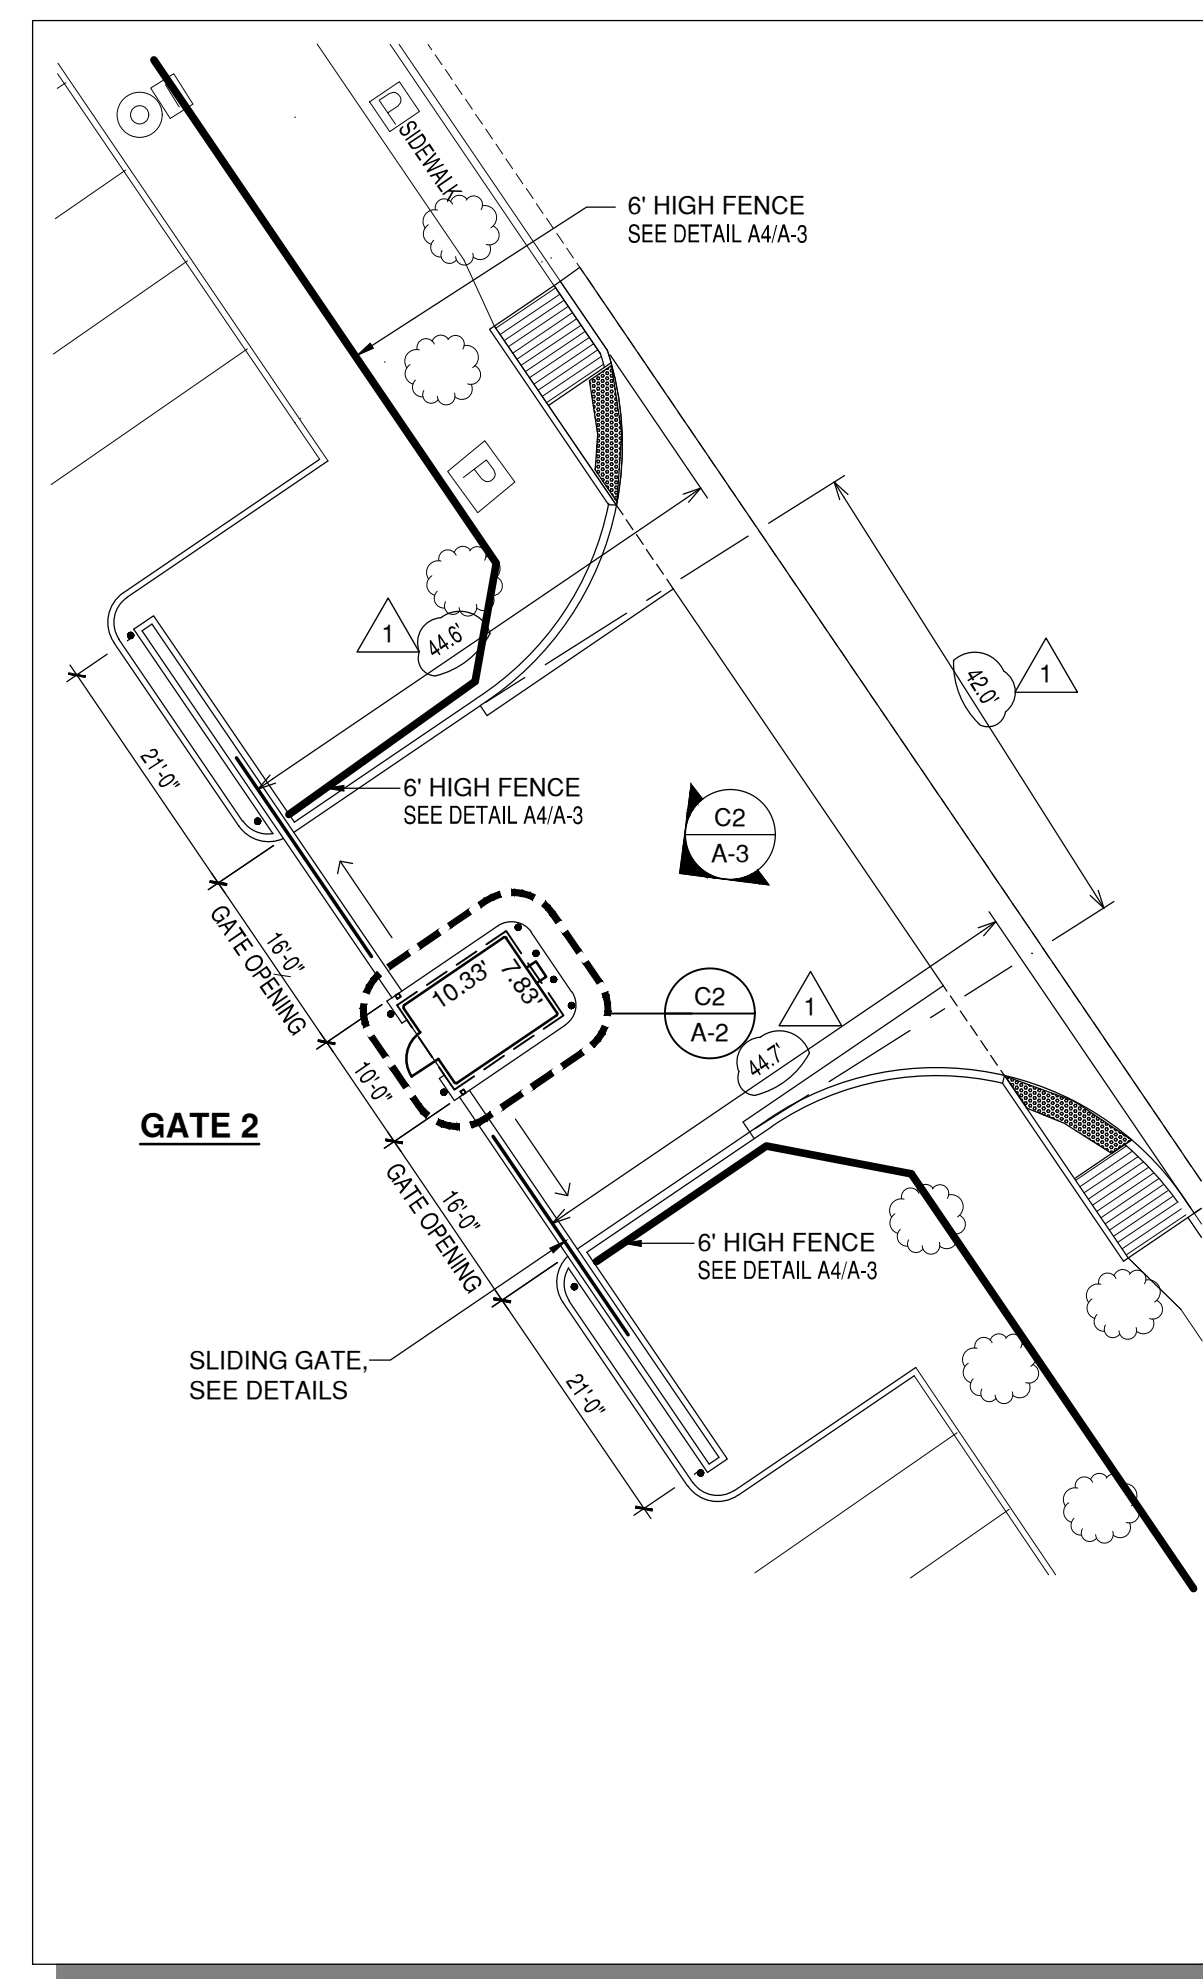 P
SIDEWALK
6' HIGH FENCE
SEE DETAIL A4/A-3
P
1
44.6'
42.0'
1
21'-0"
6' HIGH FENCE
SEE DETAIL A4/A-3
C2
A-3
16'-0"
GATE OPENING
10.33'
7.83'
C2
A-2
1
44.7'
10'-0"
GATE 2
16'-0"
GATE OPENING
6' HIGH FENCE
SEE DETAIL A4/A-3
SLIDING GATE,
SEE DETAILS
21'-0"